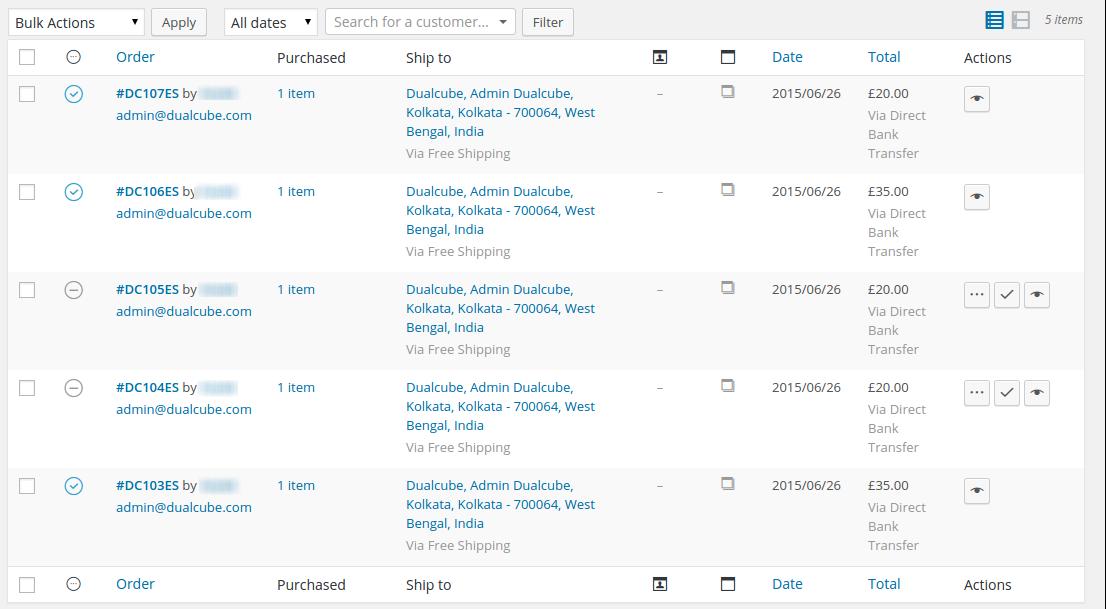 Bulk Actions Apply All dates Search for a customer... Filter 5 items
Order Purchased Ship to Date Total Actions
#DC107ES by 1 item Dualcube, Admin Dualcube, – 2015/06/26 £20.00
admin@dualcube.com Kolkata, Kolkata - 700064, West Via Direct
Bengal, India Bank
Via Free Shipping Transfer
#DC106ES by 1 item Dualcube, Admin Dualcube, – 2015/06/26 £35.00
admin@dualcube.com Kolkata, Kolkata - 700064, West Via Direct
Bengal, India Bank
Via Free Shipping Transfer
#DC105ES by 1 item Dualcube, Admin Dualcube, – 2015/06/26 £20.00
admin@dualcube.com Kolkata, Kolkata - 700064, West Via Direct
Bengal, India Bank
Via Free Shipping Transfer
#DC104ES by 1 item Dualcube, Admin Dualcube, – 2015/06/26 £20.00
admin@dualcube.com Kolkata, Kolkata - 700064, West Via Direct
Bengal, India Bank
Via Free Shipping Transfer
#DC103ES by 1 item Dualcube, Admin Dualcube, – 2015/06/26 £35.00
admin@dualcube.com Kolkata, Kolkata - 700064, West Via Direct
Bengal, India Bank
Via Free Shipping Transfer
Order Purchased Ship to Date Total Actions